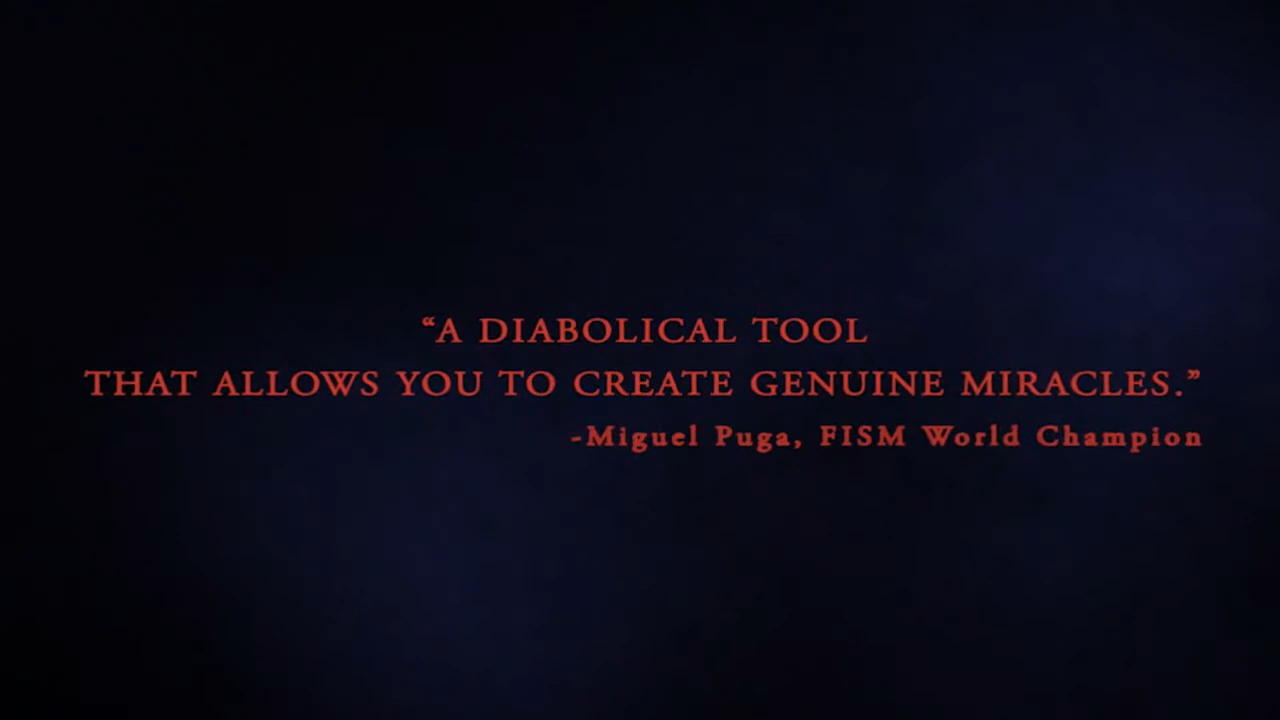 “A DIABOLICAL TOOL
THAT ALLOWS YOU TO CREATE GENUINE MIRACLES.”
-Miguel Puga, FISM World Champion